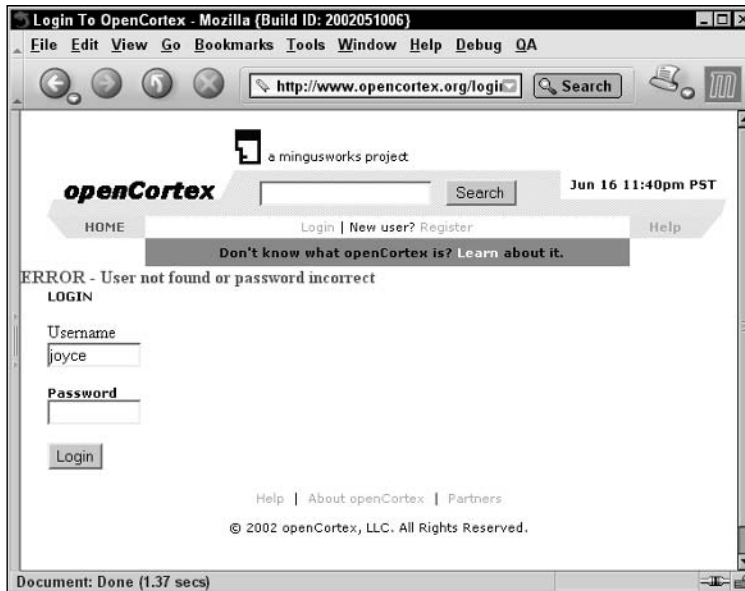 Login To OpenCortex - Mozilla {Build ID: 2002051006}
File Edit View Go Bookmarks Tools Window Help Debug QA
http://www.opencortex.org/login Search
a mingusworks project
openCortex Search Jun 16 11:40pm PST
HOME Login | New user? Register Help
Don't know what openCortex is? Learn about it.
ERROR - User not found or password incorrect
LOGIN
Username
joyce
Password
Login
Help | About openCortex | Partners
© 2002 openCortex, LLC. All Rights Reserved.
Document: Done (1.37 secs)